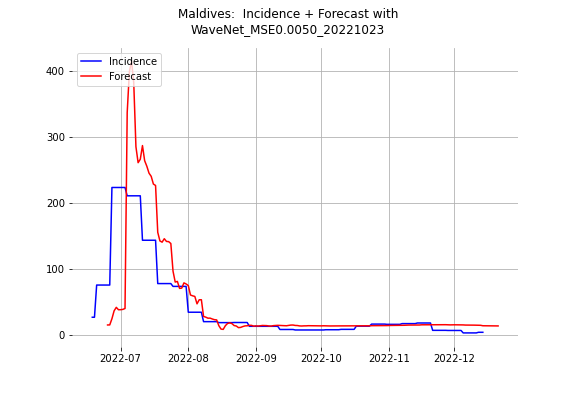 Maldives:  Incidence + Forecast with
WaveNet_MSE0.0050_20221023
Incidence
Forecast
400
300
200
100
0
2022-07
2022-08
2022-09
2022-10
2022-11
2022-12